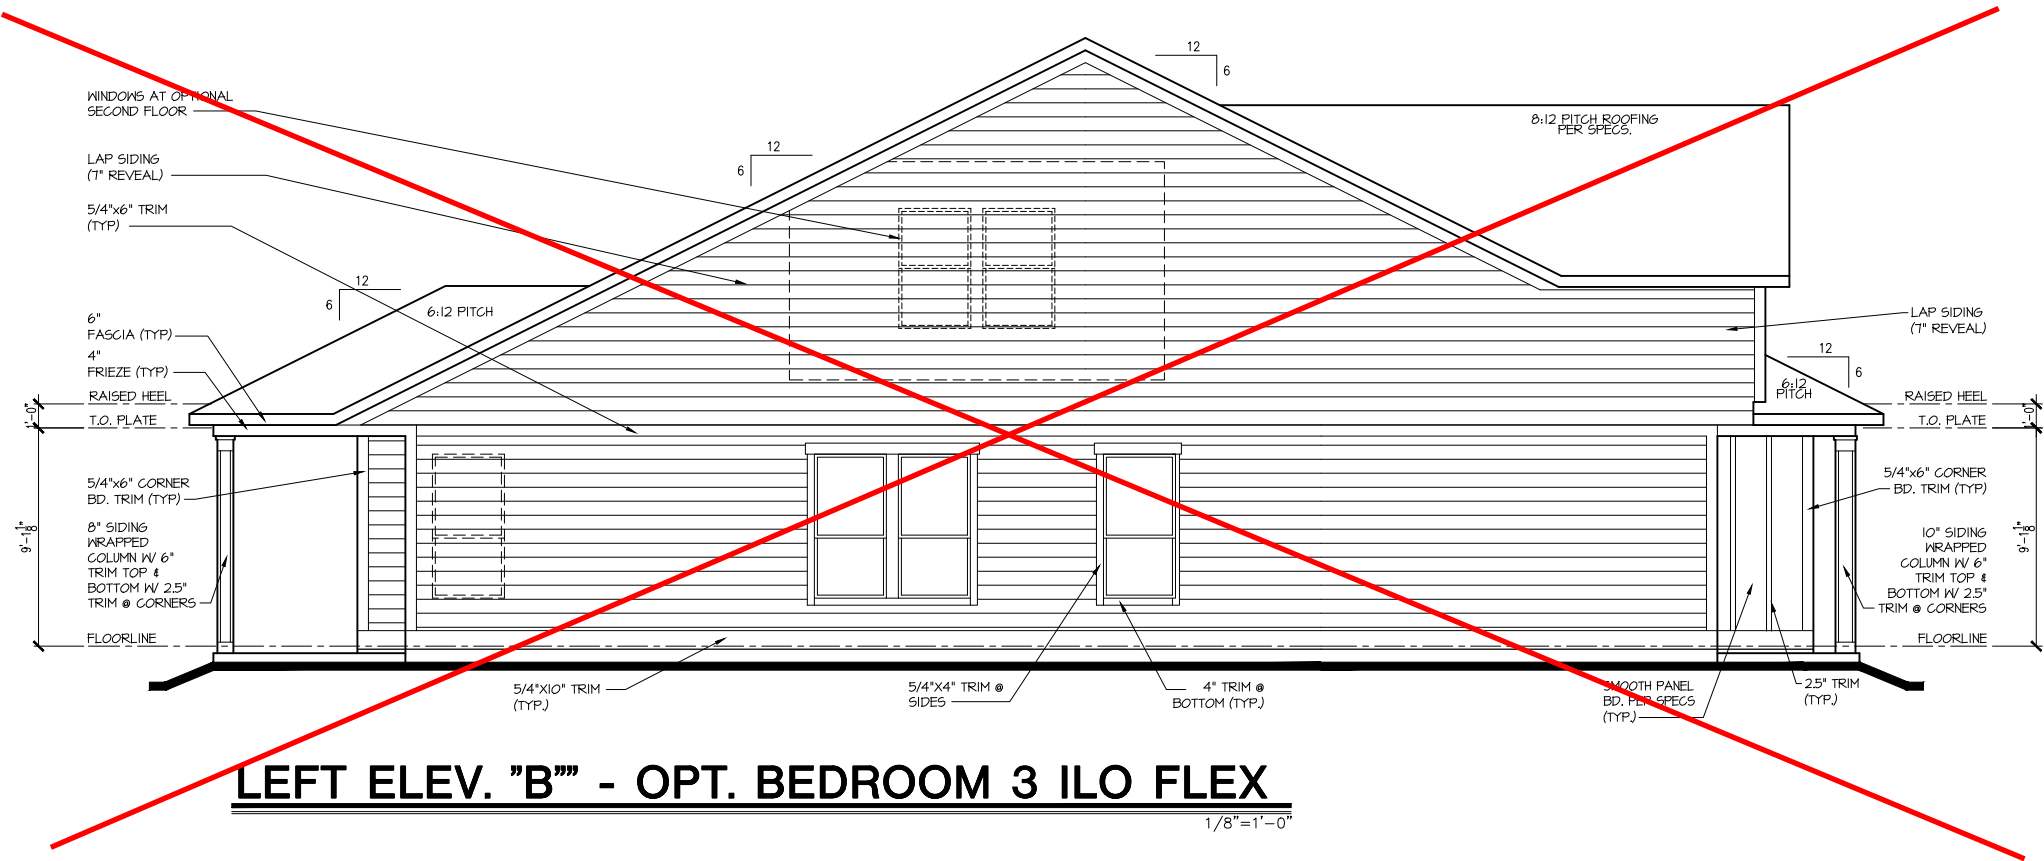 12
6
WINDOWS AT OPTIONAL
SECOND FLOOR
8:12 PITCH ROOFING
PER SPECS.
12
6
LAP SIDING
(7" REVEAL)
5/4"x6" TRIM
(TYP)
12
6
6:12 PITCH
6"
FASCIA (TYP)
4"
FRIEZE (TYP)
RAISED HEEL
1'-0"
T.O. PLATE
LAP SIDING
(7" REVEAL)
12
6
6:12
PITCH
RAISED HEEL
1'-0"
T.O. PLATE
5/4"x6" CORNER
BD. TRIM (TYP)
8" SIDING
WRAPPED
COLUMN W/ 6"
TRIM TOP &
BOTTOM W/ 2.5"
TRIM @ CORNERS
9'-1 1/8"
FLOORLINE
5/4"x6" CORNER
BD. TRIM (TYP)
10" SIDING
WRAPPED
COLUMN W/ 6"
TRIM TOP &
BOTTOM W/ 2.5"
TRIM @ CORNERS
9'-1 1/8"
FLOORLINE
5/4"X10" TRIM
(TYP.)
5/4"X4" TRIM @
SIDES
4" TRIM @
BOTTOM (TYP.)
SMOOTH PANEL
BD. PER SPECS
(TYP.)
2.5" TRIM
(TYP.)
LEFT ELEV. "B"" - OPT. BEDROOM 3 ILO FLEX
1/8"=1'-0"